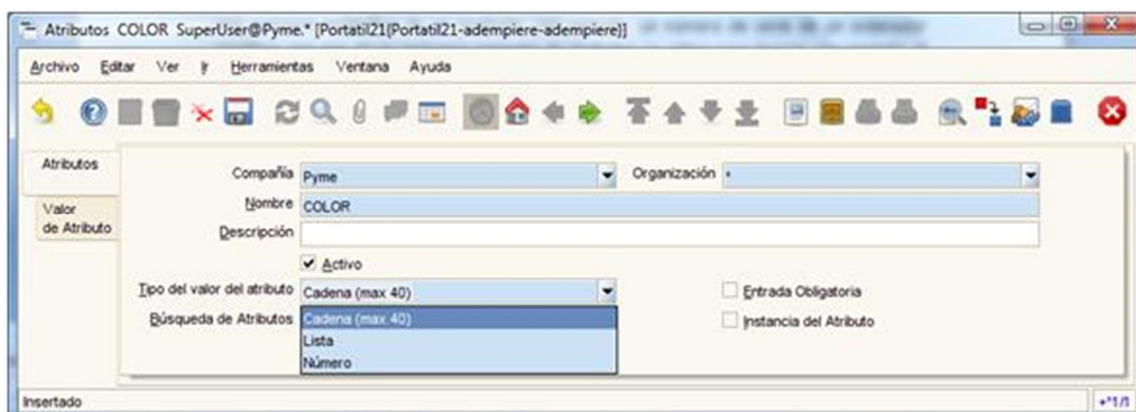 Atributos COLOR SuperUser@Pyme.* [Portatil21{Portatil21-adempiere-adempiere}]
Archivo Editar Ver Ir Herramientas Ventana Ayuda
Atributos
Valor
de Atributo
Compañía Pyme Organización *
Nombre COLOR
Descripción
Activo
Tipo del valor del atributo Cadena (max 40) Entrada Obligatoria
Búsqueda de Atributos Cadena (max 40) Instancia del Atributo
Lista
Número
Insertado +*1/1